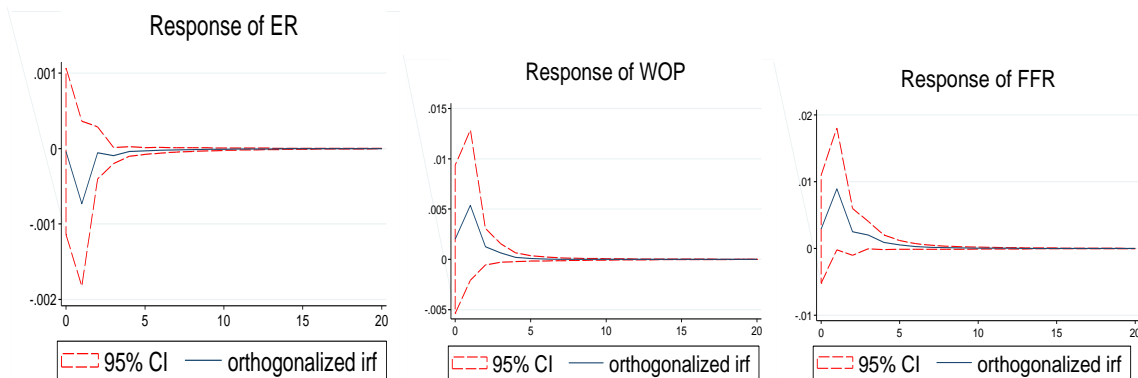 Response of ER
.001
0
-.001
-.002
0 5 10 15 20
95% CI orthogonalized irf
Response of WOP
.015
.010
.005
0
-.005
0 5 10 15 20
95% CI orthogonalized irf
Response of FFR
.02
.01
0
-.01
0 5 10 15 20
95% CI orthogonalized irf